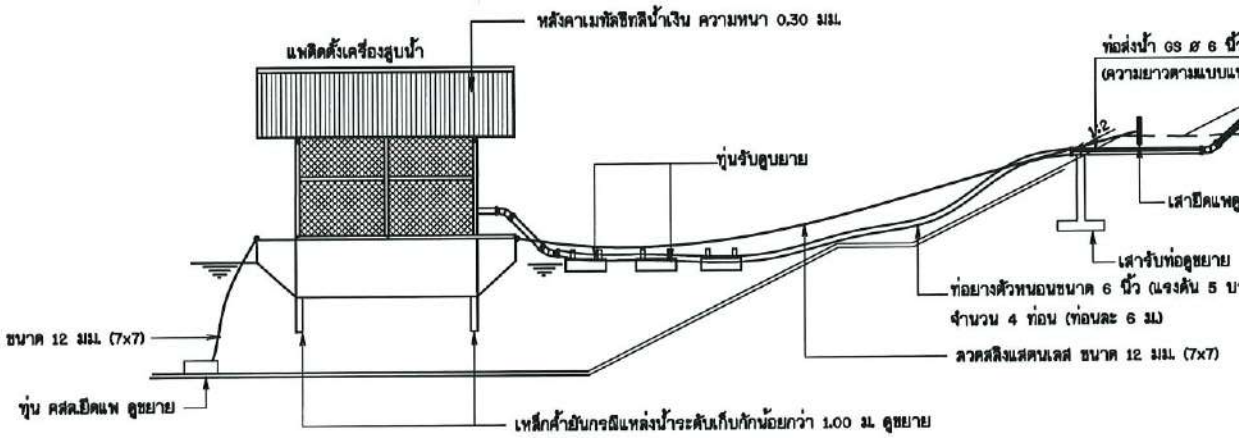 หลังคาเมทัลชีทสีน้ำเงิน ความหนา 0.30 มม.
แพติดตั้งเครื่องสูบน้ำ
ท่อส่งน้ำ GS Ø 6 นิ้ว
(ความยาวตามแบบแ
1:2
ทุ่นรับดูขยาย
เสายึดแพดู
เสารับท่อดูขยาย
ท่อยางตัวหนอนขนาด 6 นิ้ว (แรงดัน 5 บา
จำนวน 4 ท่อน (ท่อนละ 6 ม.)
ขนาด 12 มม. (7x7)
ลวดสลิงแสตนเลส ขนาด 12 มม. (7x7)
ทุ่น คสล.ยึดแพ ดูขยาย
เหล็กค้ำยันกรณีแหล่งน้ำระดับเก็บกักน้อยกว่า 1.00 ม. ดูขยาย